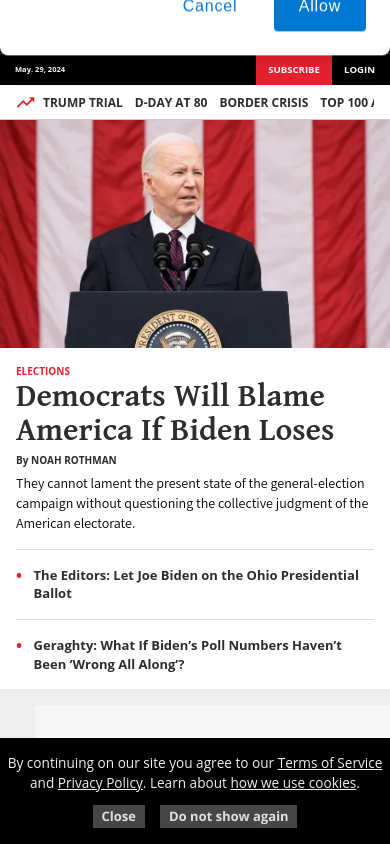 Cancel Allow
May. 29, 2024 SUBSCRIBE LOGIN
TRUMP TRIAL D-DAY AT 80 BORDER CRISIS TOP 100
PRESIDENT OF THE UNITED
ELECTIONS
Democrats Will Blame
America If Biden Loses
By NOAH ROTHMAN
They cannot lament the present state of the general-election
campaign without questioning the collective judgment of the
American electorate.
• The Editors: Let Joe Biden on the Ohio Presidential
Ballot
• Geraghty: What If Biden’s Poll Numbers Haven’t
Been ‘Wrong All Along’?
By continuing on our site you agree to our Terms of Service
and Privacy Policy. Learn about how we use cookies.
Close Do not show again